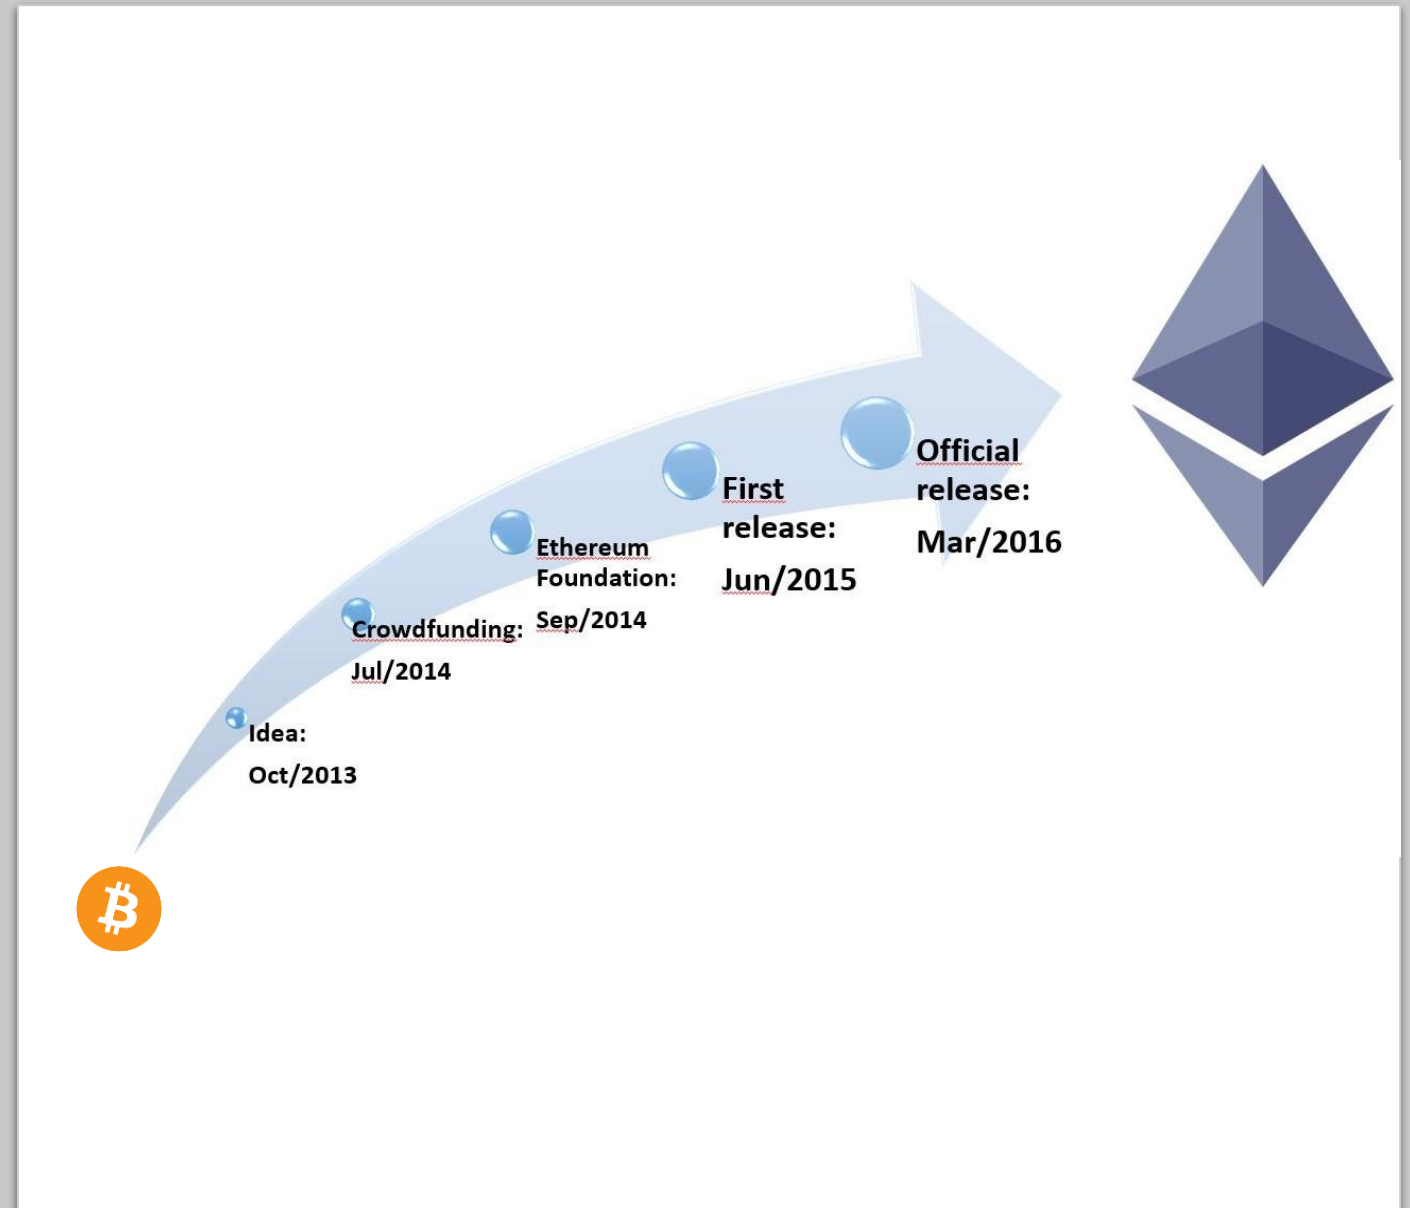 Idea:
Oct/2013
Crowdfunding:
Jul/2014
Ethereum
Foundation:
Sep/2014
First
release:
Jun/2015
Official
release:
Mar/2016